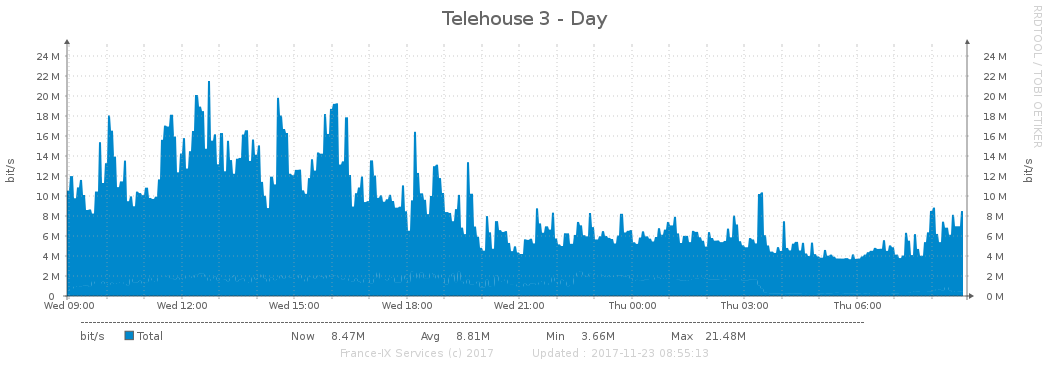 Telehouse 3 - Day
RRDTOOL / TOBI OETIKER
bit/s
24 M 24 M
22 M 22 M
20 M 20 M
18 M 18 M
16 M 16 M
14 M 14 M
12 M 12 M
10 M 10 M
8 M 8 M
6 M 6 M
4 M 4 M
2 M 2 M
0 0 M
bit/s
Wed 09:00 Wed 12:00 Wed 15:00 Wed 18:00 Wed 21:00 Thu 00:00 Thu 03:00 Thu 06:00
bit/s Total Now 8.47M Avg 8.81M Min 3.66M Max 21.48M
France-IX Services (c) 2017 Updated : 2017-11-23 08:55:13